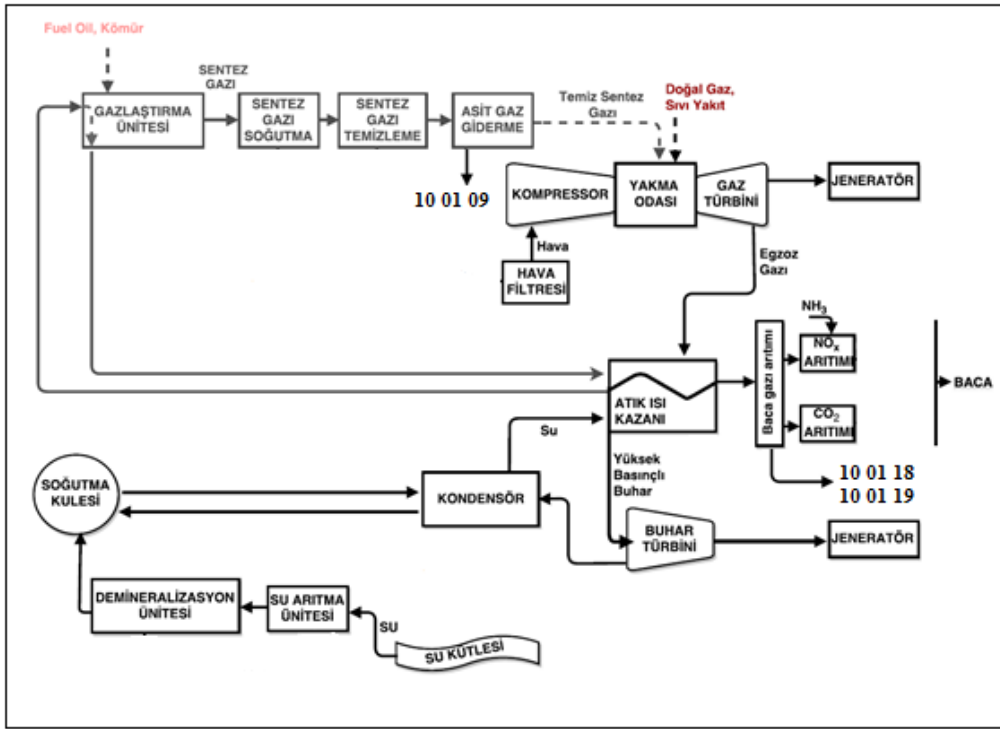 Fuel Oil, Kömür
SENTEZ
GAZI
GAZLAŞTIRMA
ÜNİTESİ
SENTEZ
GAZI
SOĞUTMA
SENTEZ
GAZI
TEMİZLEME
ASİT GAZ
GİDERME
Temiz Sentez
Gazı
Doğal Gaz,
Sıvı Yakıt
10 01 09
KOMPRESSOR
YAKMA
ODASI
GAZ
TÜRBİNİ
JENERATÖR
Hava
HAVA
FİLTRESİ
Egzoz
Gazı
NH3
NOx
ARITIMI
Baca gazı arıtımı
CO2
ARITIMI
BACA
ATIK ISI
KAZANI
Su
Yüksek
Basınçlı
Buhar
10 01 18
10 01 19
SOĞUTMA
KULESİ
KONDENSÖR
BUHAR
TÜRBİNİ
JENERATÖR
DEMİNERALİZASYON
ÜNİTESİ
SU ARITMA
ÜNİTESİ
SU
SU KÜTLESİ